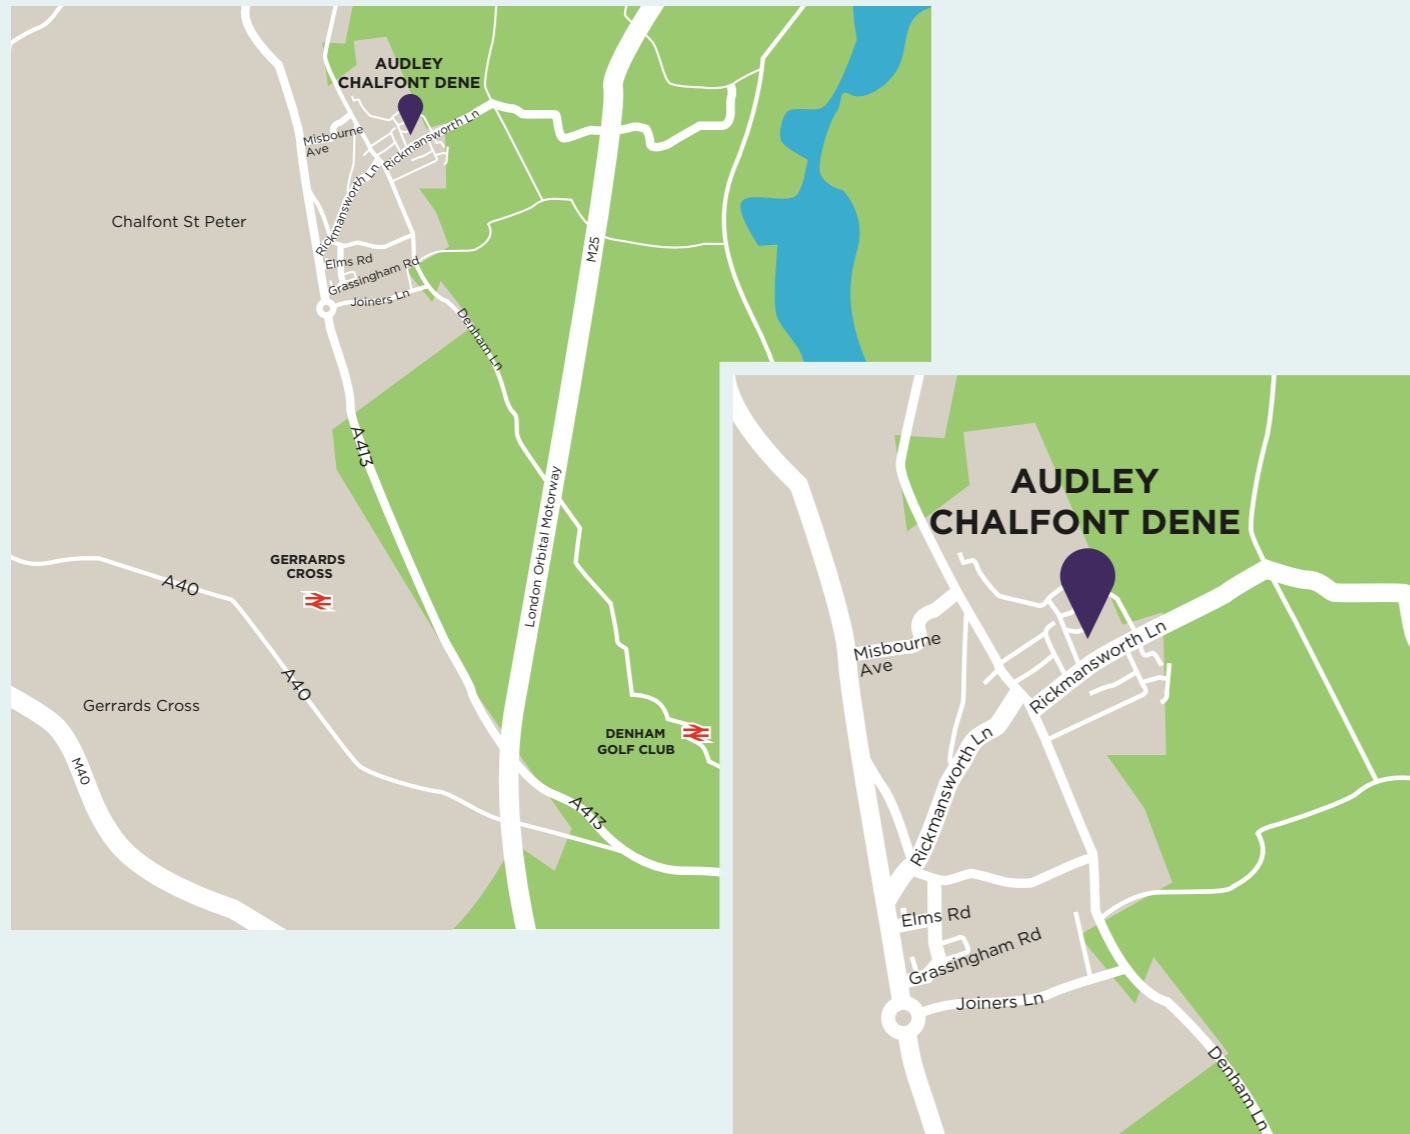 AUDLEY
CHALFONT DENE
Misbourne
Ave
Rickmansworth Ln
Rickmansworth Ln
Chalfont St Peter
M25
Elms Rd
Grassingham Rd
Joiners Ln
Denham Ln
A413
London Orbital Motorway
GERRARDS
CROSS
A40
A40
Gerrards Cross
M40
DENHAM
GOLF CLUB
A413
AUDLEY
CHALFONT DENE
Misbourne
Ave
Rickmansworth Ln
Rickmansworth Ln
Elms Rd
Grassingham Rd
Joiners Ln
Denham Ln